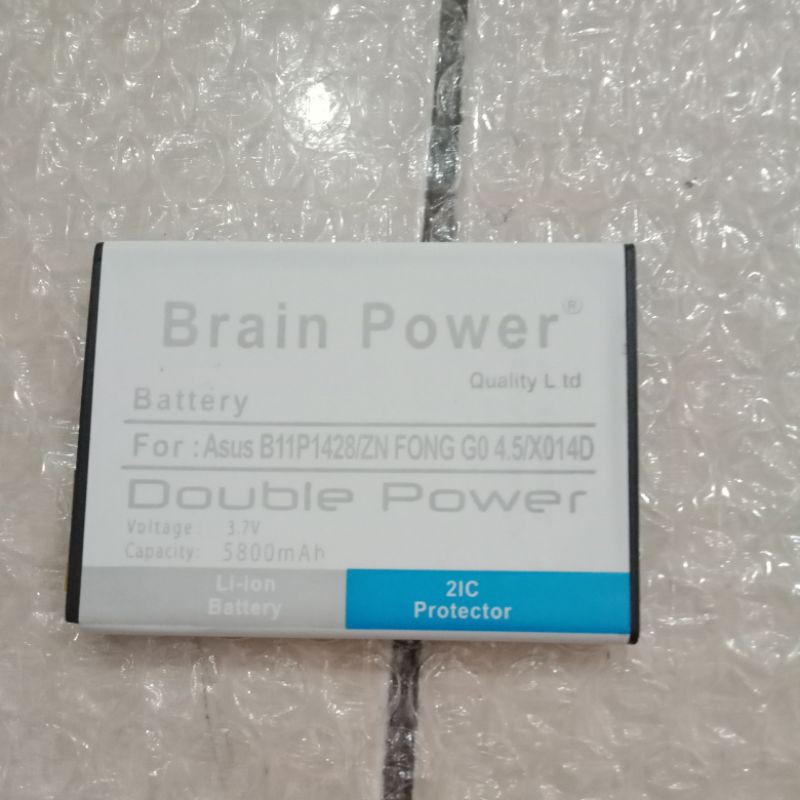 Brain Power®
Quality L td
Battery
For : Asus B11P1428/ZN FONG G0 4.5/X014D
Double Power
Voltage: 3.7V
Capacity: 5800mAh
Li-ion
Battery
2IC
Protector